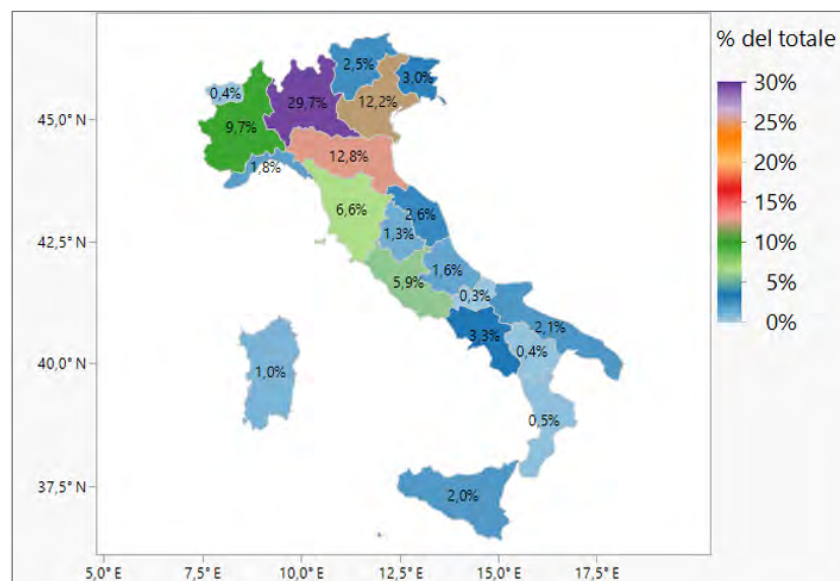 % del totale
30%
25%
20%
15%
10%
5%
0%
45,0° N
42,5° N
40,0° N
37,5° N
2,5%
3,0%
0,4%
29,7%
12,2%
9,7%
12,8%
1,8%
6,6%
2,6%
1,3%
1,6%
5,9%
0,3%
2,1%
3,3%
0,4%
1,0%
0,5%
2,0%
5,0° E
7,5° E
10,0° E
12,5° E
15,0° E
17,5° E